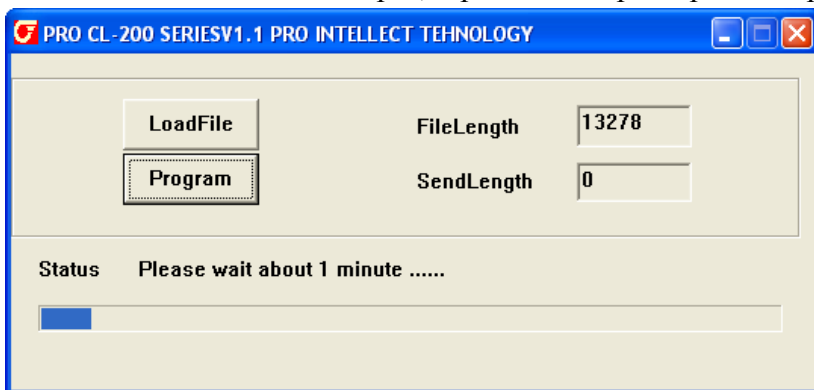 PRO CL-200 SERIESV1.1 PRO INTELLECT TEHNOLOGY
LoadFile
FileLength
13278
Program
SendLength
0
Status
Please wait about 1 minute ......